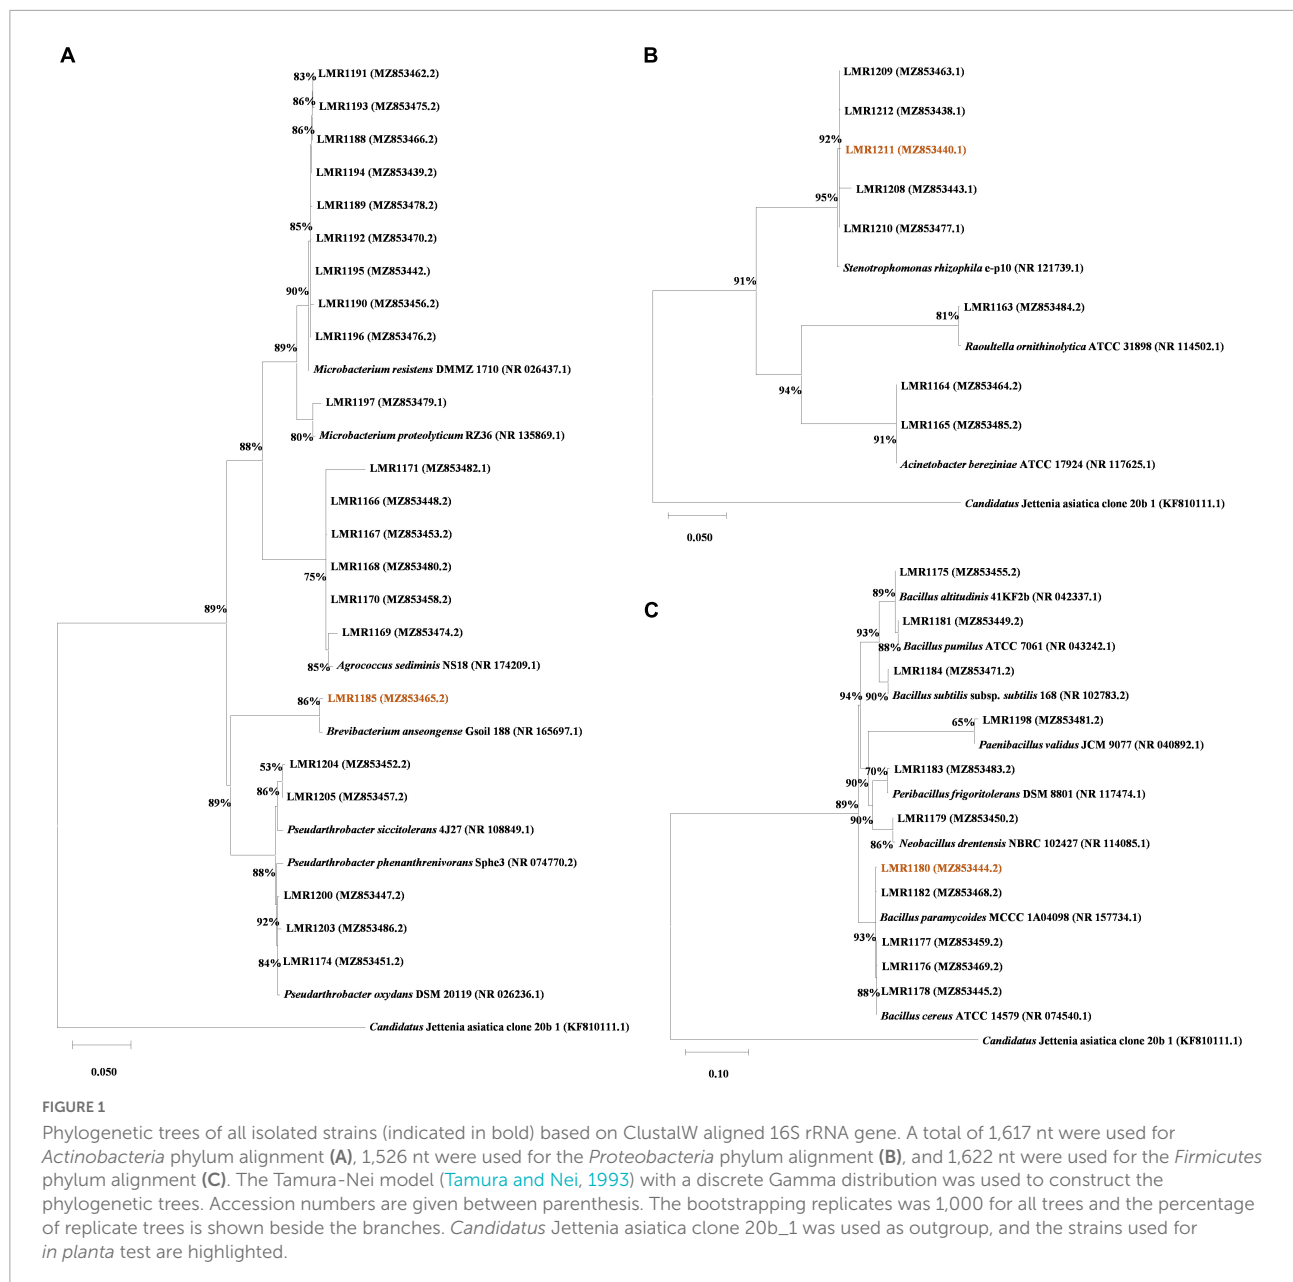 A
83% LMR1191 (MZ853462.2)
86% LMR1193 (MZ853475.2)
86% LMR1188 (MZ853466.2)
LMR1194 (MZ853439.2)
LMR1189 (MZ853478.2)
85% LMR1192 (MZ853470.2)
LMR1195 (MZ853442.)
90% LMR1190 (MZ853456.2)
LMR1196 (MZ853476.2)
89%
Microbacterium resistens DMMZ 1710 (NR 026437.1)
LMR1197 (MZ853479.1)
80% Microbacterium proteolyticum RZ36 (NR 135869.1)
88%
LMR1171 (MZ853482.1)
LMR1166 (MZ853448.2)
LMR1167 (MZ853453.2)
LMR1168 (MZ853480.2)
75%
LMR1170 (MZ853458.2)
89%
LMR1169 (MZ853474.2)
85% Agrococcus sediminis NS18 (NR 174209.1)
86% LMR1185 (MZ853465.2)
Brevibacterium anseongense Gsoil 188 (NR 165697.1)
53% LMR1204 (MZ853452.2)
86% LMR1205 (MZ853457.2)
89%
Pseudarthrobacter siccitolerans 4J27 (NR 108849.1)
Pseudarthrobacter phenanthrenivorans Sphe3 (NR 074770.2)
88%
LMR1200 (MZ853447.2)
92%
LMR1203 (MZ853486.2)
84% LMR1174 (MZ853451.2)
Pseudarthrobacter oxydans DSM 20119 (NR 026236.1)
Candidatus Jettenia asiatica clone 20b 1 (KF810111.1)
0.050
B
LMR1209 (MZ853463.1)
LMR1212 (MZ853438.1)
92%
LMR1211 (MZ853440.1)
LMR1208 (MZ853443.1)
95%
LMR1210 (MZ853477.1)
Stenotrophomonas rhizophila e-p10 (NR 121739.1)
91%
LMR1163 (MZ853484.2)
81%
Raoultella ornithinolytica ATCC 31898 (NR 114502.1)
94%
LMR1164 (MZ853464.2)
LMR1165 (MZ853485.2)
91%
Acinetobacter bereziniae ATCC 17924 (NR 117625.1)
Candidatus Jettenia asiatica clone 20b 1 (KF810111.1)
0.050
C
LMR1175 (MZ853455.2)
89% Bacillus altitudinis 41KF2b (NR 042337.1)
LMR1181 (MZ853449.2)
93%
88% Bacillus pumilus ATCC 7061 (NR 043242.1)
LMR1184 (MZ853471.2)
94% 90% Bacillus subtilis subsp. subtilis 168 (NR 102783.2)
65% LMR1198 (MZ853481.2)
Paenibacillus validus JCM 9077 (NR 040892.1)
70% LMR1183 (MZ853483.2)
90%
Peribacillus frigoritolerans DSM 8801 (NR 117474.1)
89%
90% LMR1179 (MZ853450.2)
86% Neobacillus drentensis NBRC 102427 (NR 114085.1)
LMR1180 (MZ853444.2)
LMR1182 (MZ853468.2)
Bacillus paramycoides MCCC 1A04098 (NR 157734.1)
93%
LMR1177 (MZ853459.2)
LMR1176 (MZ853469.2)
88% LMR1178 (MZ853445.2)
Bacillus cereus ATCC 14579 (NR 074540.1)
Candidatus Jettenia asiatica clone 20b 1 (KF810111.1)
0.10
FIGURE 1
Phylogenetic trees of all isolated strains (indicated in bold) based on ClustalW aligned 16S rRNA gene. A total of 1,617 nt were used for
Actinobacteria phylum alignment (A), 1,526 nt were used for the Proteobacteria phylum alignment (B), and 1,622 nt were used for the Firmicutes
phylum alignment (C). The Tamura-Nei model (Tamura and Nei, 1993) with a discrete Gamma distribution was used to construct the
phylogenetic trees. Accession numbers are given between parenthesis. The bootstrapping replicates was 1,000 for all trees and the percentage
of replicate trees is shown beside the branches. Candidatus Jettenia asiatica clone 20b_1 was used as outgroup, and the strains used for
in planta test are highlighted.